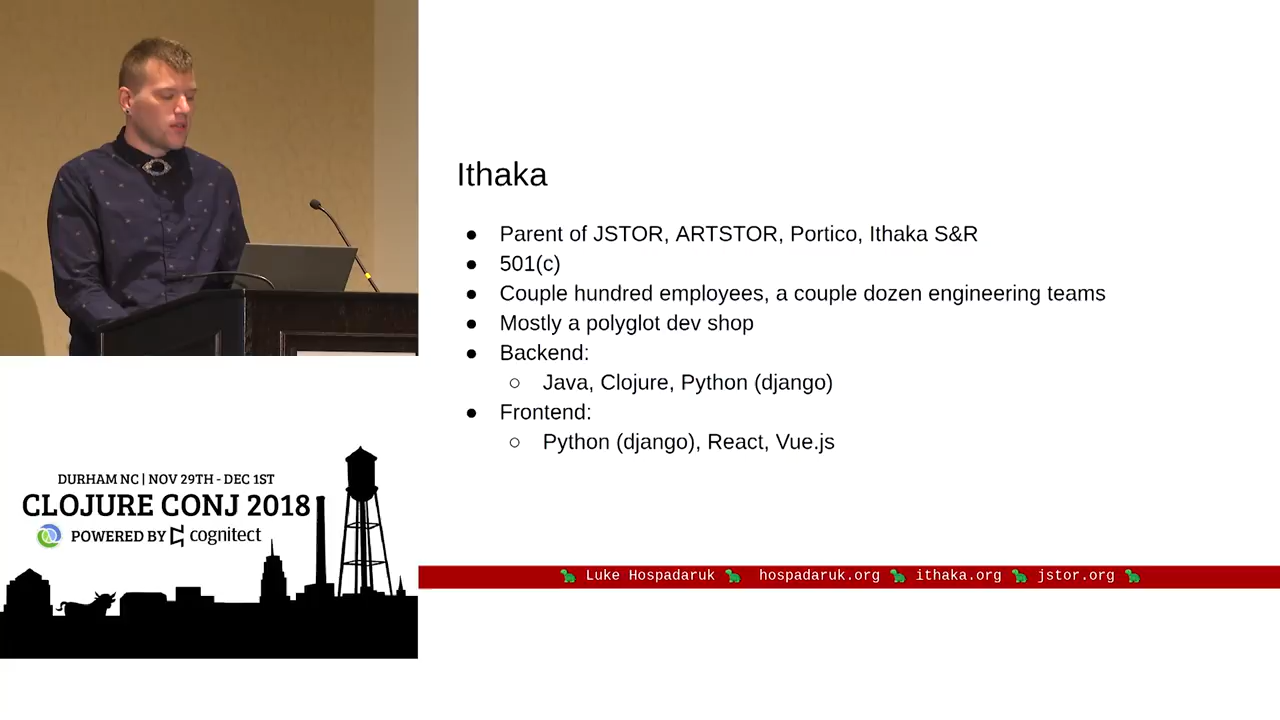 Ithaka
● Parent of JSTOR, ARTSTOR, Portico, Ithaka S&R
● 501(c)
● Couple hundred employees, a couple dozen engineering teams
● Mostly a polyglot dev shop
● Backend:
○ Java, Clojure, Python (django)
● Frontend:
○ Python (django), React, Vue.js
DURHAM NC | NOV 29TH - DEC 1ST
CLOJURE CONJ 2018
POWERED BY cognitect
🦕 Luke Hospadaruk 🦕 hospadaruk.org 🦕 ithaka.org 🦕 jstor.org 🦕